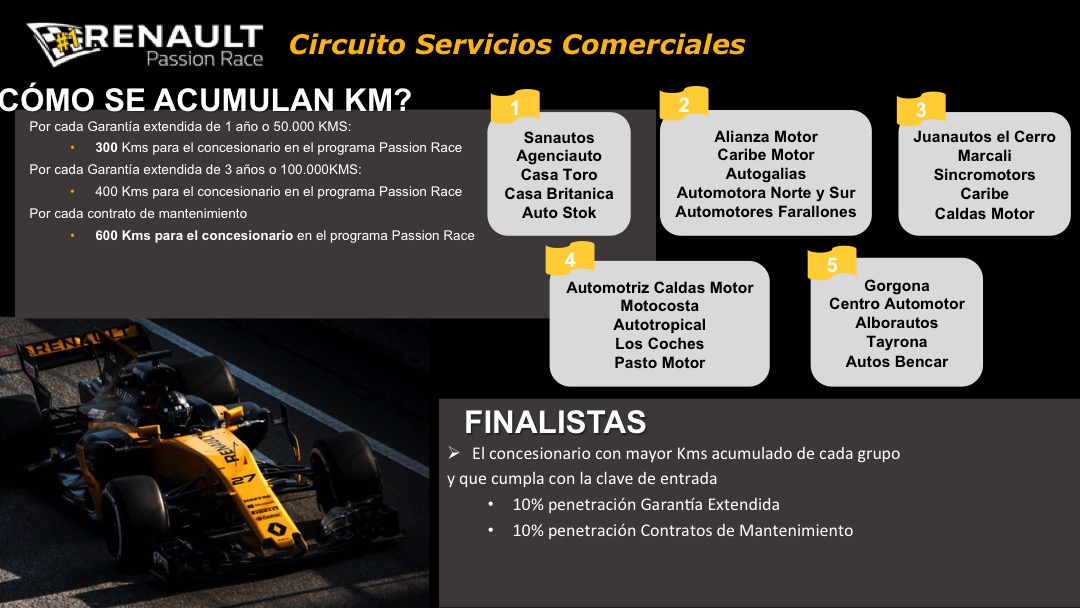 #1 RENAULT
Passion Race
Circuito Servicios Comerciales
CÓMO SE ACUMULAN KM?
Por cada Garantía extendida de 1 año o 50.000 KMS:
• 300 Kms para el concesionario en el programa Passion Race
Por cada Garantía extendida de 3 años o 100.000KMS:
• 400 Kms para el concesionario en el programa Passion Race
Por cada contrato de mantenimiento
• 600 Kms para el concesionario en el programa Passion Race
1
Sanautos
Agenciauto
Casa Toro
Casa Britanica
Auto Stok
2
Alianza Motor
Caribe Motor
Autogalias
Automotora Norte y Sur
Automotores Farallones
3
Juanautos el Cerro
Marcali
Sincromotors
Caribe
Caldas Motor
4
Automotriz Caldas Motor
Motocosta
Autotropical
Los Coches
Pasto Motor
5
Gorgona
Centro Automotor
Alborautos
Tayrona
Autos Bencar
RENAULT
RENAULT
27
MAPFRE
FINALISTAS
➢ El concesionario con mayor Kms acumulado de cada grupo
y que cumpla con la clave de entrada
• 10% penetración Garantía Extendida
• 10% penetración Contratos de Mantenimiento